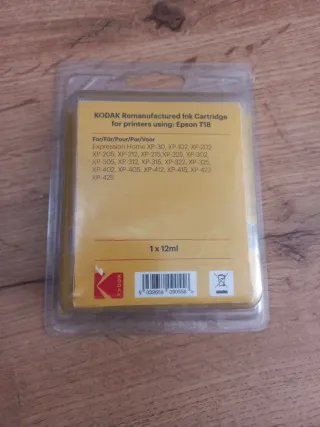 KODAK Remanufactured Ink Cartridge
for printers using: Epson T18
For/Für/Pour/Por/Voor
Expression Home XP-30, XP-102, XP-202,
XP-205, XP-212, XP-215, XP-225, XP-302,
XP-305, XP-312, XP-315, XP-322, XP-325,
XP-402, XP-405, XP-412, XP-415, XP-422,
XP-425
1 x 12ml
KODAK